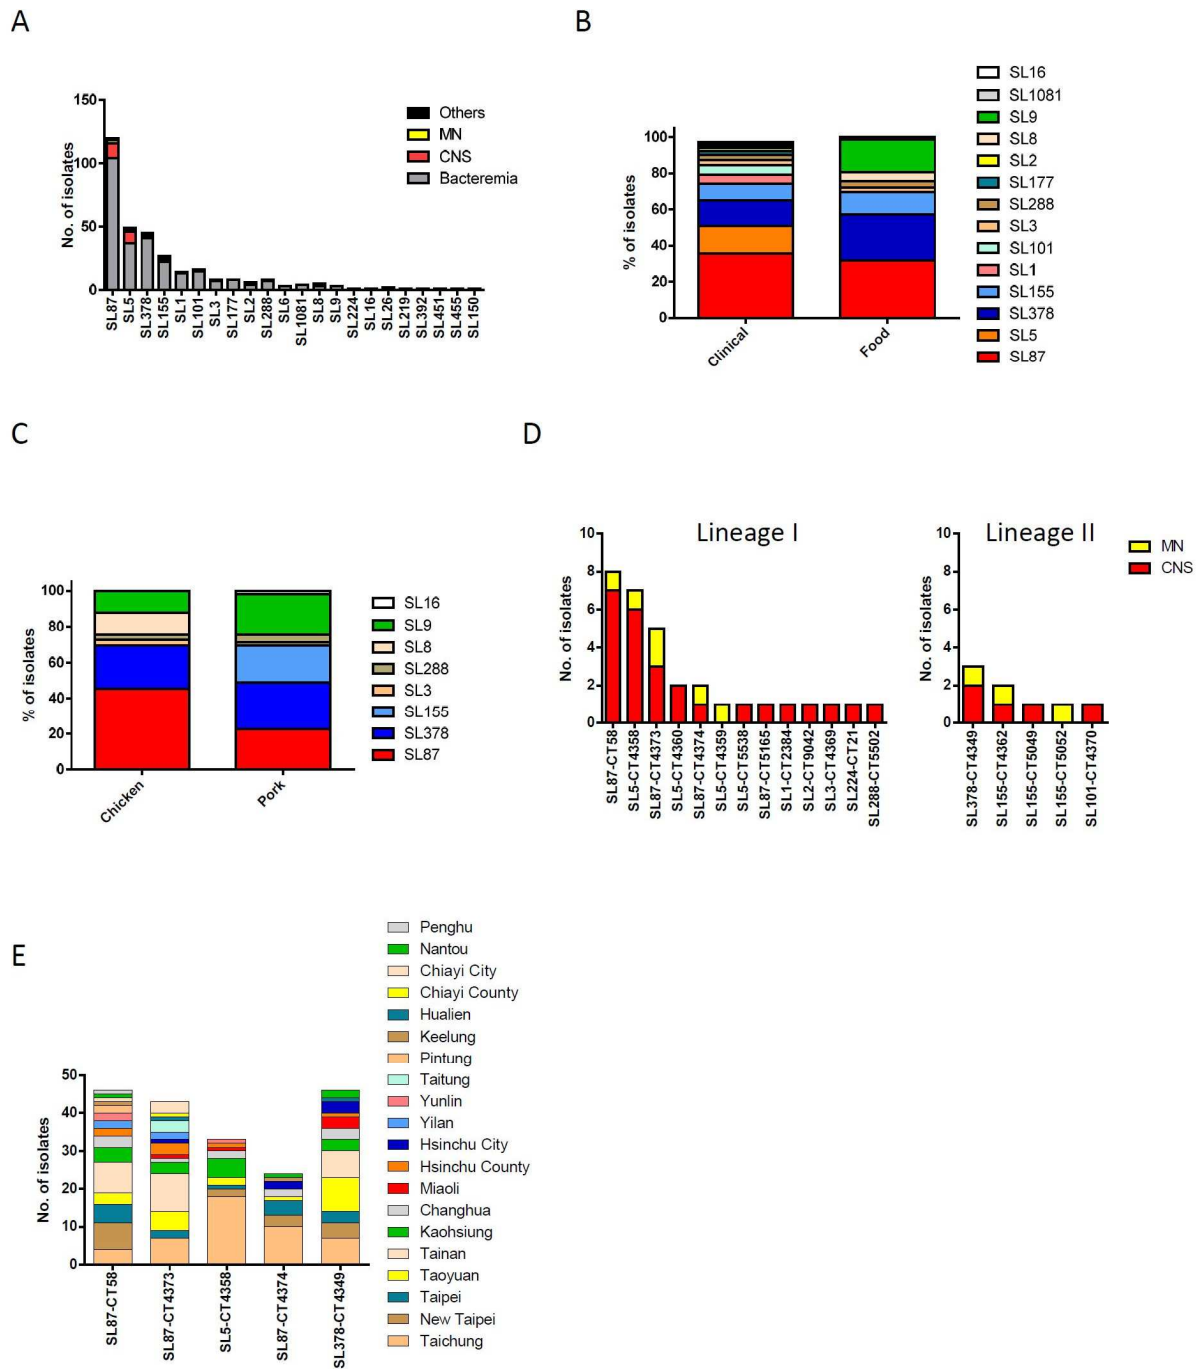 A
B
150
100
50
0
No. of isolates
Others
MN
CNS
Bacteremia
SL87
SL5
SL378
SL155
SL1
SL101
SL3
SL177
SL2
SL288
SL6
SL1081
SL8
SL9
SL224
SL16
SL26
SL219
SL392
SL451
SL455
SL150
100
80
60
40
20
0
% of isolates
Clinical
Food
SL16
SL1081
SL9
SL8
SL2
SL177
SL288
SL3
SL101
SL1
SL155
SL378
SL5
SL87
C
D
100
80
60
40
20
0
% of isolates
Chicken
Pork
SL16
SL9
SL8
SL288
SL3
SL155
SL378
SL87
Lineage I
10
8
6
4
2
0
No. of isolates
SL87-CT58
SL5-CT4358
SL87-CT4373
SL5-CT4360
SL87-CT4374
SL5-CT4359
SL5-CT5538
SL87-CT5165
SL1-CT2384
SL2-CT9042
SL3-CT4369
SL224-CT21
SL288-CT5502
Lineage II
10
8
6
4
2
0
No. of isolates
SL378-CT4349
SL155-CT4362
SL155-CT5049
SL155-CT5052
SL101-CT4370
MN
CNS
E
50
40
30
20
10
0
No. of isolates
SL87-CT58
SL87-CT4373
SL5-CT4358
SL87-CT4374
SL378-CT4349
Penghu
Nantou
Chiayi City
Chiayi County
Hualien
Keelung
Pintung
Taitung
Yunlin
Yilan
Hsinchu City
Hsinchu County
Miaoli
Changhua
Kaohsiung
Tainan
Taoyuan
Taipei
New Taipei
Taichung